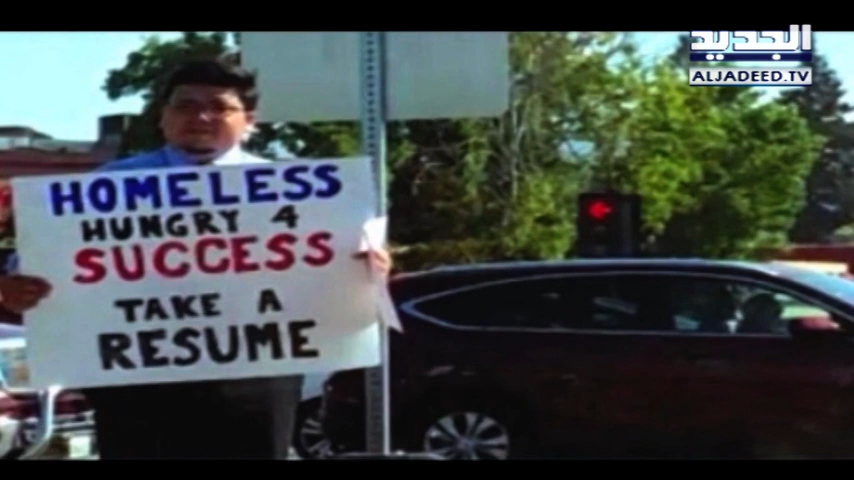 الجديد
ALJADEED.TV
HOMELESS
HUNGRY 4
SUCCESS
TAKE A
RESUME